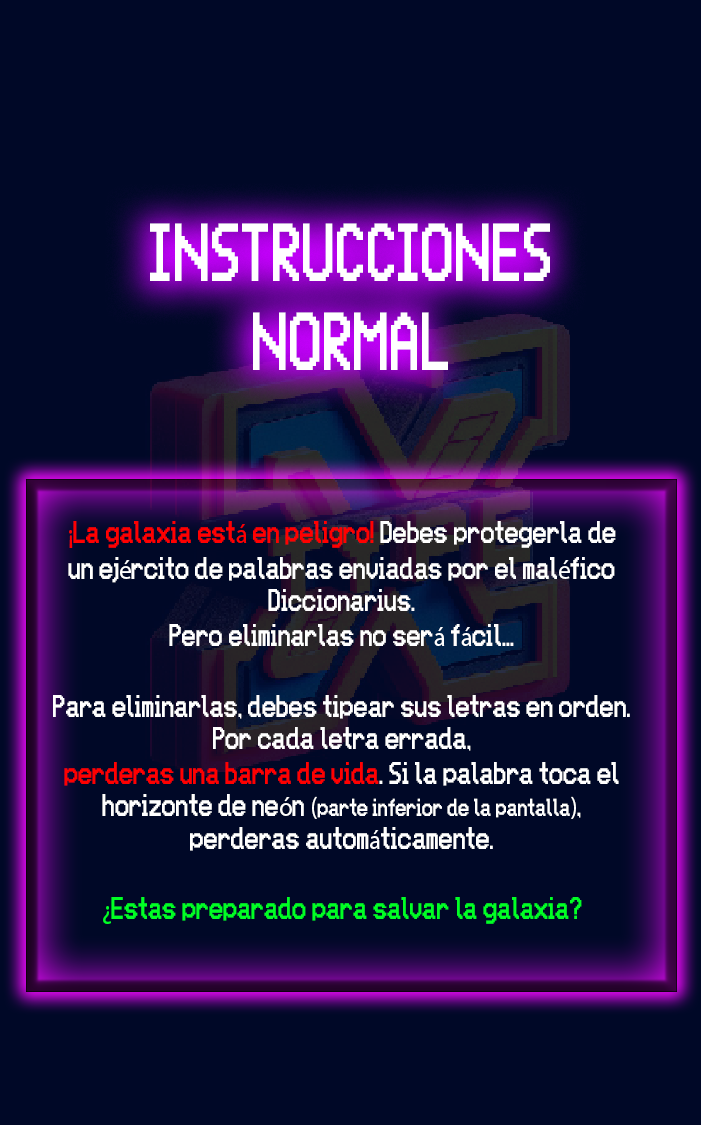 INSTRUCCIONES
NORMAL
¡La galaxia está en peligro! Debes protegerla de
un ejército de palabras enviadas por el maléfico
Diccionarius.
Pero eliminarlas no será fácil...
Para eliminarlas, debes tipear sus letras en orden.
Por cada letra errada,
perderas una barra de vida. Si la palabra toca el
horizonte de neón (parte inferior de la pantalla),
perderas automáticamente.
¿Estas preparado para salvar la galaxia?